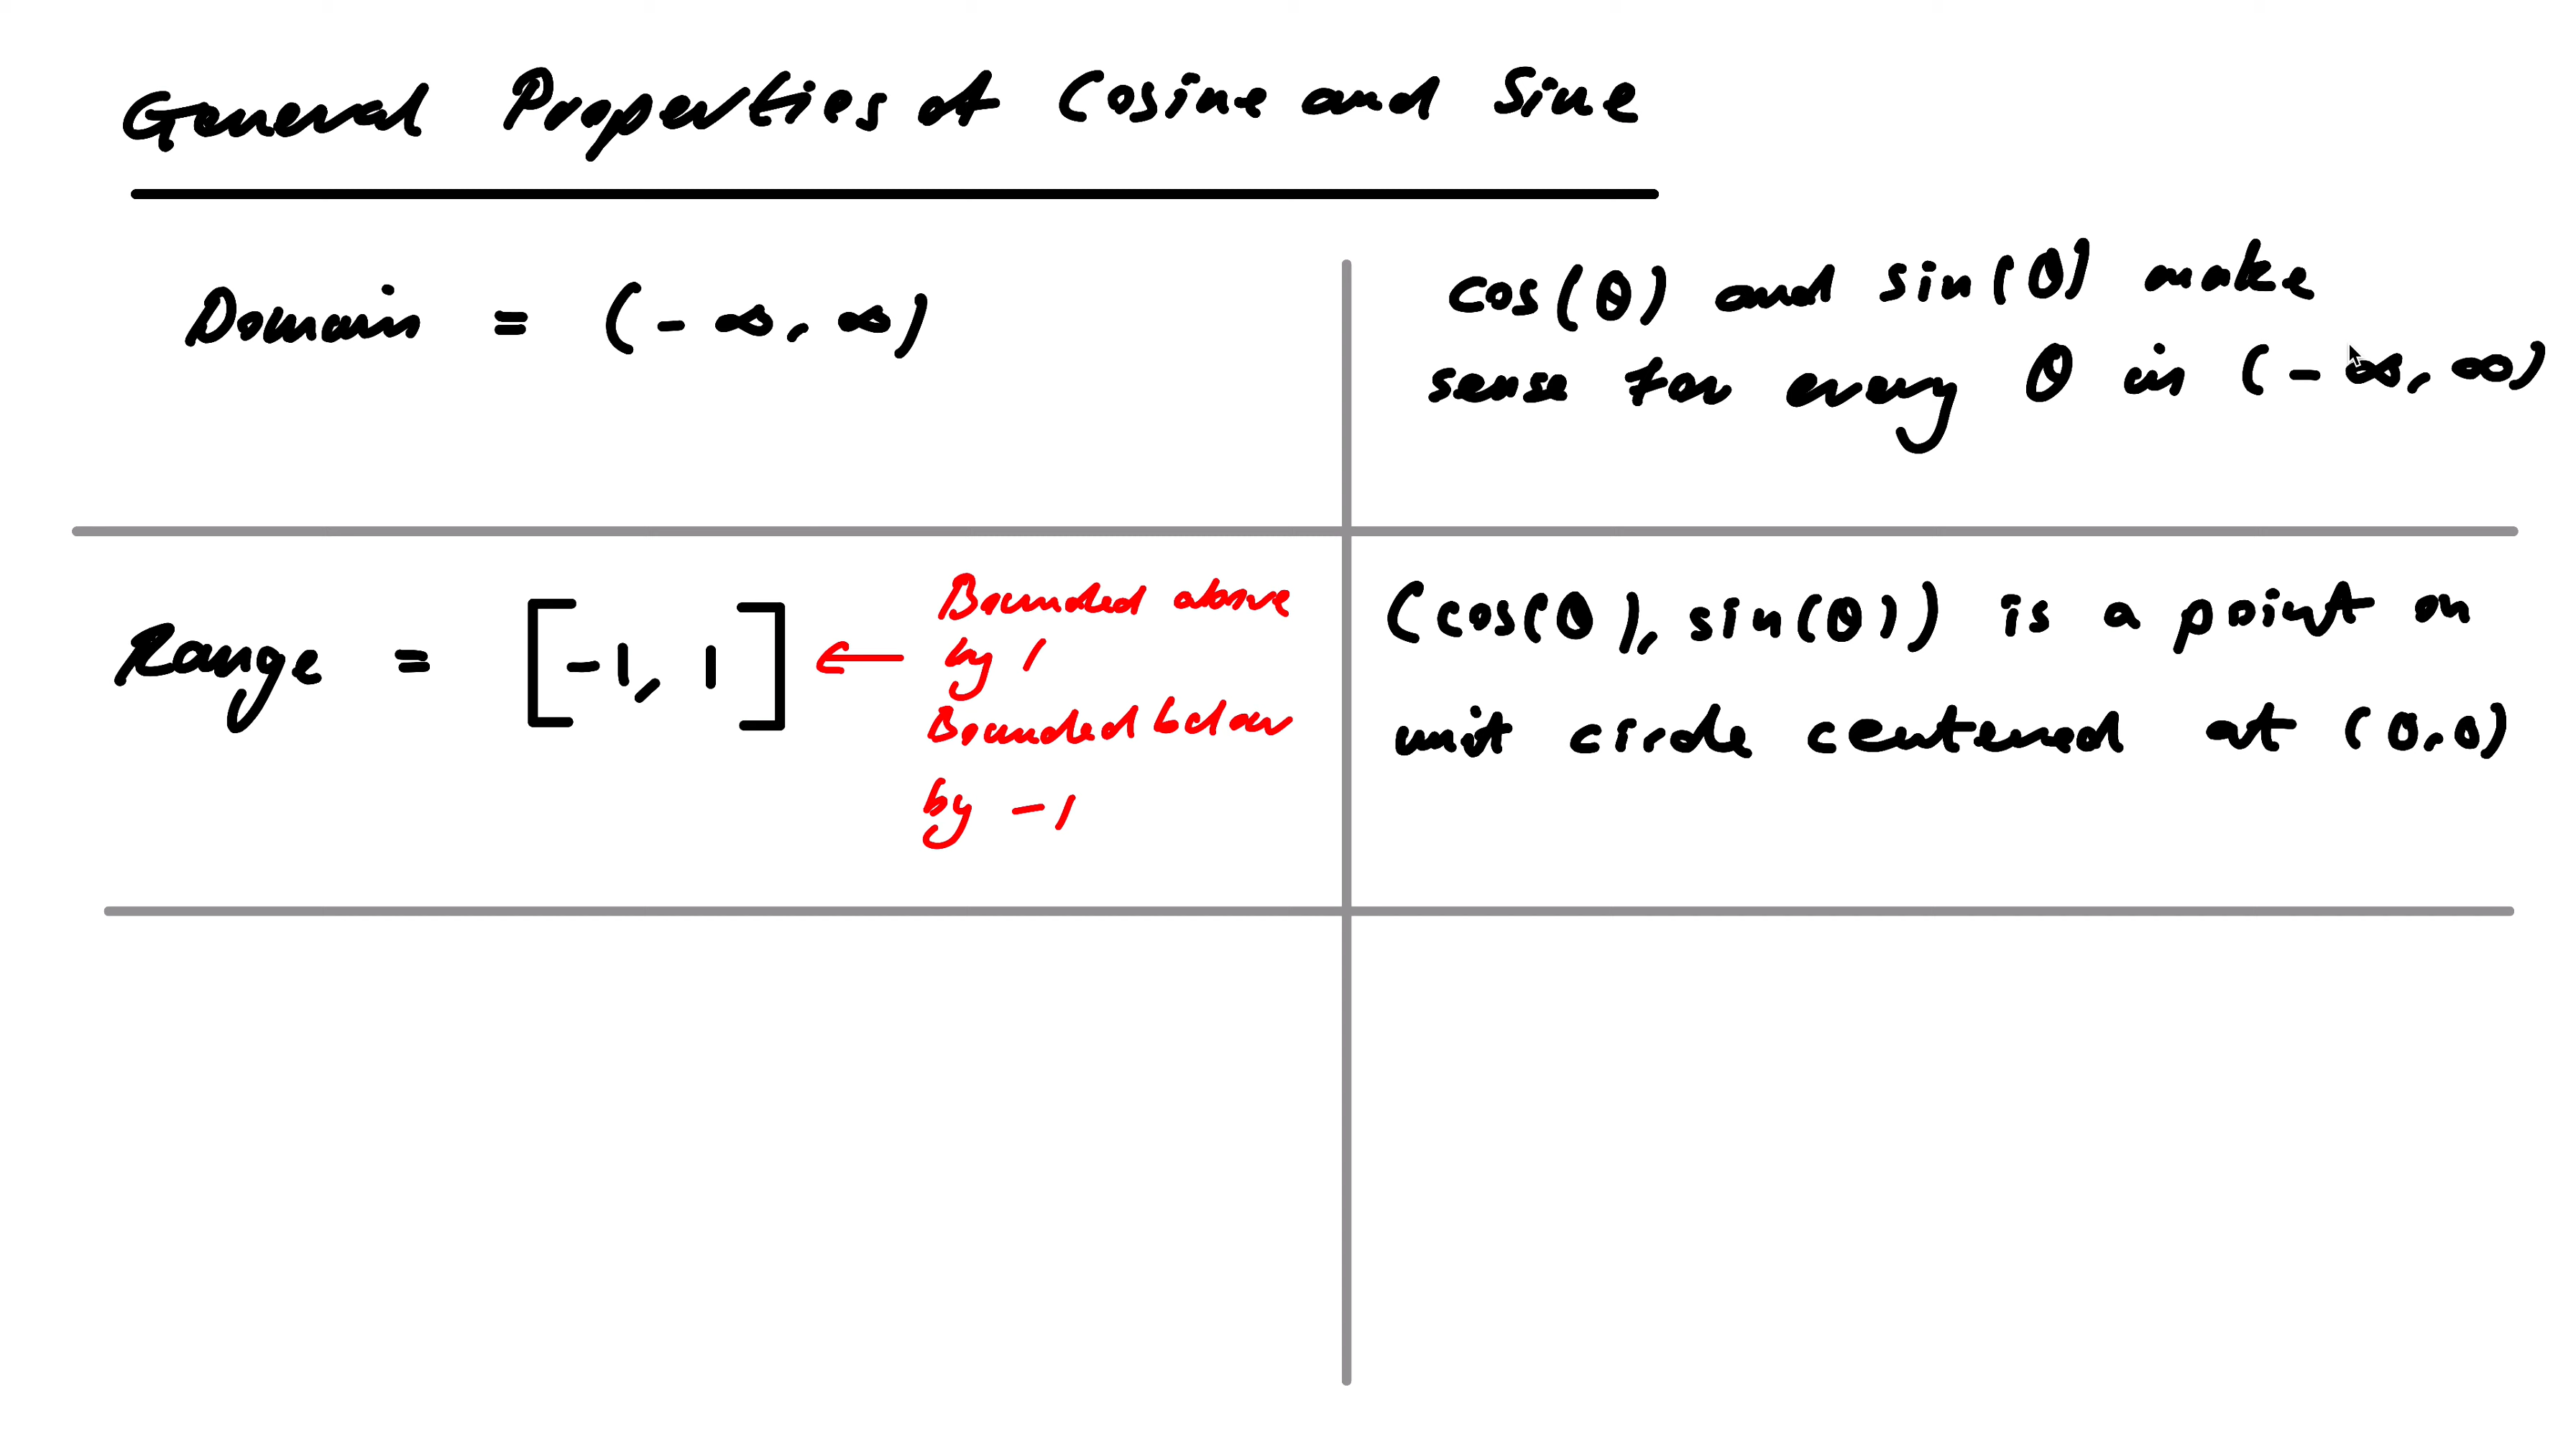 General Properties of Cosine and Sine
Domain = (-∞, ∞)
cos(θ) and sin(θ) make
sense for every θ in (-∞, ∞)
Range = [-1, 1] ←
Bounded above
by 1
Bounded below
by -1
(cos(θ), sin(θ)) is a point on
unit circle centered at (0,0)